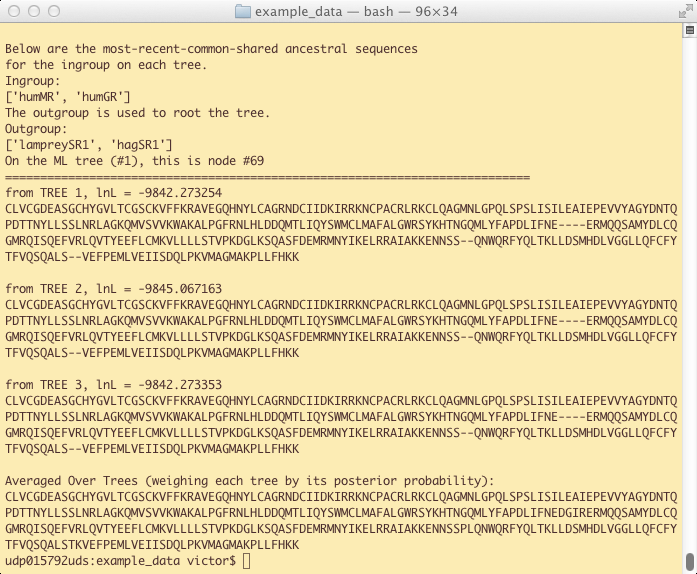 example_data — bash — 96×34
Below are the most-recent-common-shared ancestral sequences
for the ingroup on each tree.
Ingroup:
['humMR', 'humGR']
The outgroup is used to root the tree.
Outgroup:
['lampreySR1', 'hagSR1']
On the ML tree (#1), this is node #69
================================================================================
from TREE 1, lnL = -9842.273254
CLVCGDEASGCHYGVLTCGSCKVFFKRAVEGQHNYLCAGRNDCIIDKIRRKNCPACRLRKCLQAGMNLGPQLSPSLISILEAIEPEVVYAGYDNTQ
PDTTNYLLSSLNRLAGKQMVSVVKWAKALPGFRNLHLDDQMTLIQYSWMCLMAFALGWRSYKHTNGQMLYFAPDLIFNE----ERMQQSAMYDLCQ
GMRQISQEFVRLQVTYEEFLCMKVLLLLSTVPKDGLKSQASFDEMRMNYIKELRRAIAKKENNSS--QNWQRFYQLTKLLDSMHDLVGGLLQFCFY
TFVQSQALS--VEFPEMLVEIISDQLPKVMAGMAKPLLFHKK
from TREE 2, lnL = -9845.067163
CLVCGDEASGCHYGVLTCGSCKVFFKRAVEGQHNYLCAGRNDCIIDKIRRKNCPACRLRKCLQAGMNLGPQLSPSLISILEAIEPEVVYAGYDNTQ
PDTTNYLLSSLNRLAGKQMVSVVKWAKALPGFRNLHLDDQMTLIQYSWMCLMAFALGWRSYKHTNGQMLYFAPDLIFNE----ERMQQSAMYDLCQ
GMRQISQEFVRLQVTYEEFLCMKVLLLLSTVPKDGLKSQASFDEMRMNYIKELRRAIAKKENNSS--QNWQRFYQLTKLLDSMHDLVGGLLQFCFY
TFVQSQALS--VEFPEMLVEIISDQLPKVMAGMAKPLLFHKK
from TREE 3, lnL = -9842.273353
CLVCGDEASGCHYGVLTCGSCKVFFKRAVEGQHNYLCAGRNDCIIDKIRRKNCPACRLRKCLQAGMNLGPQLSPSLISILEAIEPEVVYAGYDNTQ
PDTTNYLLSSLNRLAGKQMVSVVKWAKALPGFRNLHLDDQMTLIQYSWMCLMAFALGWRSYKHTNGQMLYFAPDLIFNE----ERMQQSAMYDLCQ
GMRQISQEFVRLQVTYEEFLCMKVLLLLSTVPKDGLKSQASFDEMRMNYIKELRRAIAKKENNSS--QNWQRFYQLTKLLDSMHDLVGGLLQFCFY
TFVQSQALS--VEFPEMLVEIISDQLPKVMAGMAKPLLFHKK
Averaged Over Trees (weighing each tree by its posterior probability):
CLVCGDEASGCHYGVLTCGSCKVFFKRAVEGQHNYLCAGRNDCIIDKIRRKNCPACRLRKCLQAGMNLGPQLSPSLISILEAIEPEVVYAGYDNTQ
PDTTNYLLSSLNRLAGKQMVSVVKWAKALPGFRNLHLDDQMTLIQYSWMCLMAFALGWRSYKHTNGQMLYFAPDLIFNEDGIRERMQQSAMYDLCQ
GMRQISQEFVRLQVTYEEFLCMKVLLLLSTVPKDGLKSQASFDEMRMNYIKELRRAIAKKENNSSPLQNWQRFYQLTKLLDSMHDLVGGLLQFCFY
TFVQSQALSTKVEFPEMLVEIISDQLPKVMAGMAKPLLFHKK
udp015792uds:example_data victor$